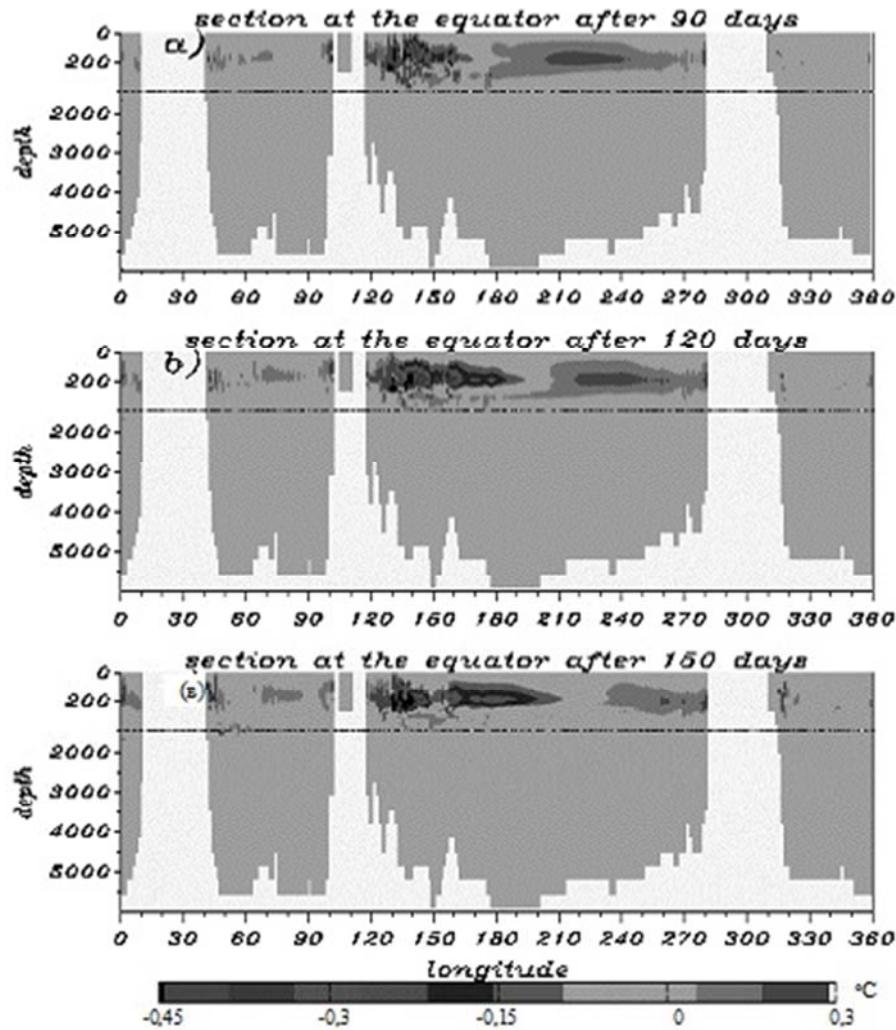 section at the equator after 90 days
a)
0
200
2000
3000
4000
5000
depth
0 30 60 90 120 150 180 210 240 270 300 330 360
section at the equator after 120 days
b)
0
200
2000
3000
4000
5000
depth
0 30 60 90 120 150 180 210 240 270 300 330 360
section at the equator after 150 days
(в)
0
200
2000
3000
4000
5000
depth
0 30 60 90 120 150 180 210 240 270 300 330 360
longitude
°C
-0,45 -0,3 -0,15 0 0,3